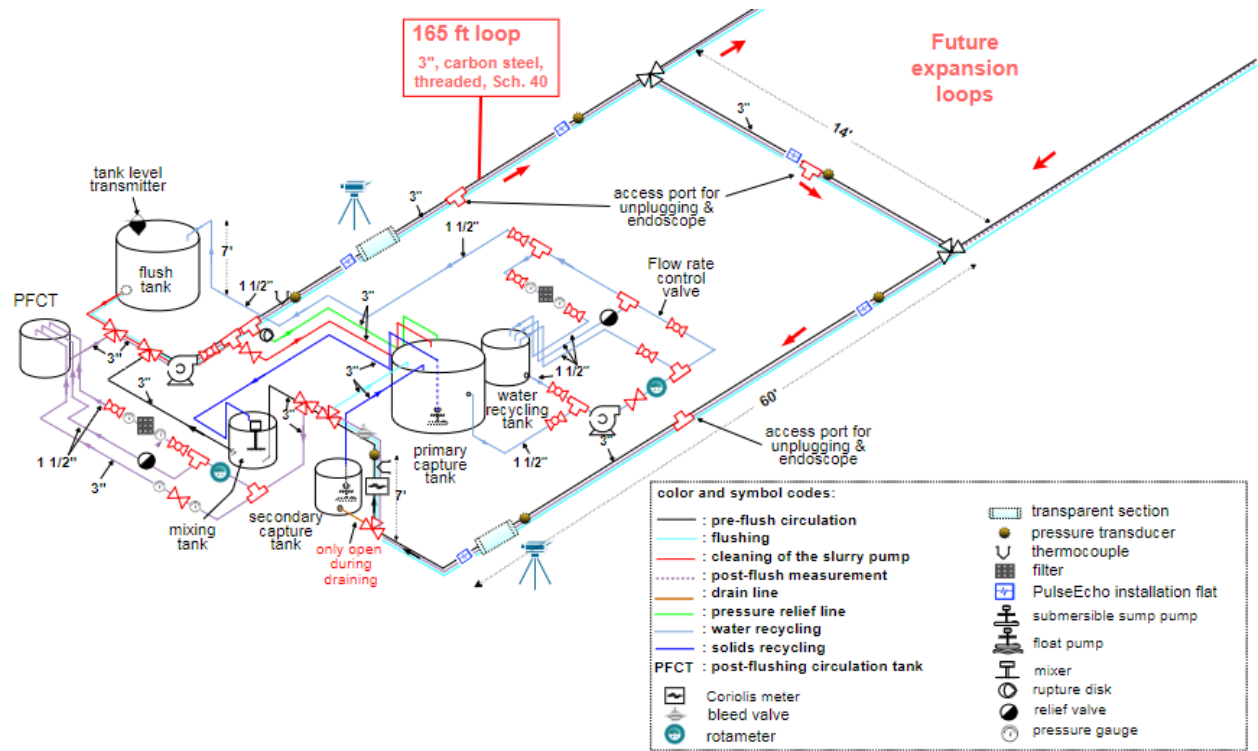 165 ft loop
3", carbon steel,
threaded, Sch. 40
Future
expansion
loops
14'
3"
tank level
transmitter
access port for
unplugging &
endoscope
3"
1 1/2"
7'
flush
tank
Flow rate
control
valve
PFCT
1 1/2"
3"
3"
3"
1 1/2"
1 1/2"
water
recycling
tank
3"
3"
60'
3"
access port for
unplugging &
endoscope
primary
capture
tank
1 1/2"
1 1/2"
3"
7'
mixing
tank
secondary
capture
tank
only open
during
draining
color and symbol codes:
: pre-flush circulation
: flushing
: cleaning of the slurry pump
: post-flush measurement
: drain line
: pressure relief line
: water recycling
: solids recycling
PFCT : post-flushing circulation tank
Coriolis meter
bleed valve
rotameter
transparent section
pressure transducer
thermocouple
filter
PulseEcho installation flat
submersible sump pump
float pump
mixer
rupture disk
relief valve
pressure gauge